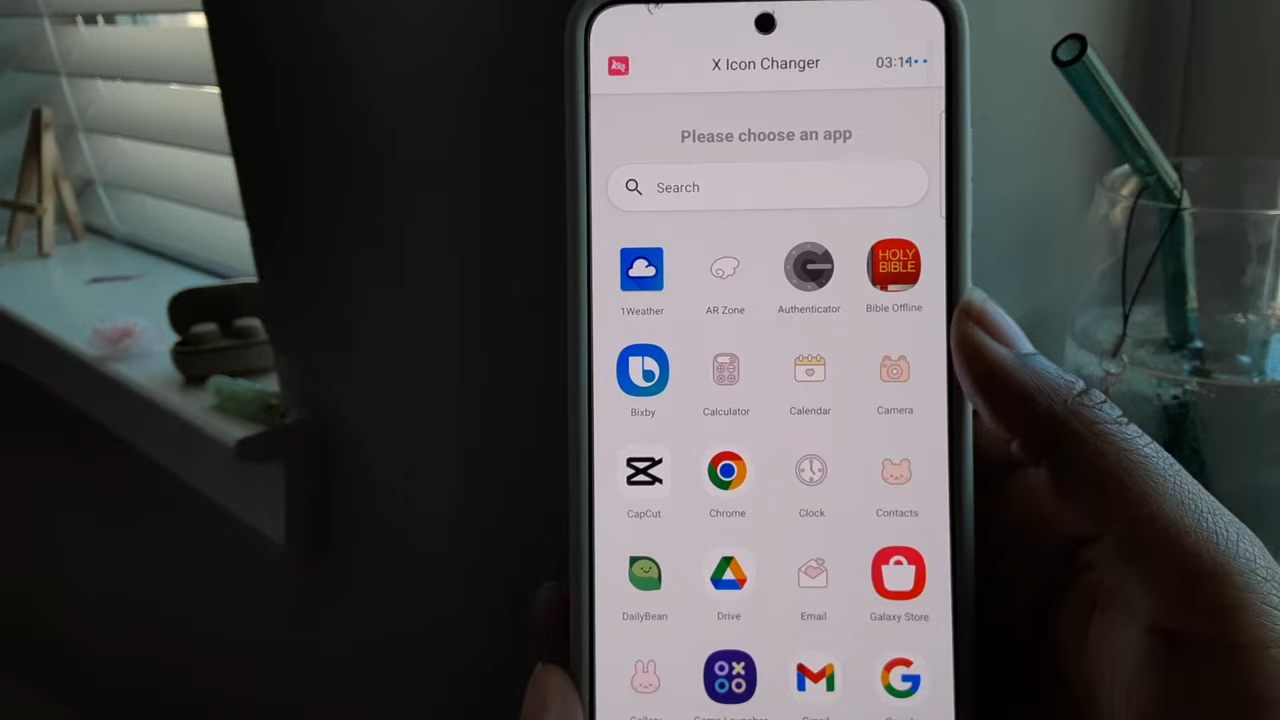 X Icon Changer
Please choose an app
Search
HOLY
BIBLE
1Weather AR Zone Authenticator Bible Offline
Bixby Calculator Calendar Camera
CapCut Chrome Clock Contacts
DailyBean Drive Email Galaxy Store